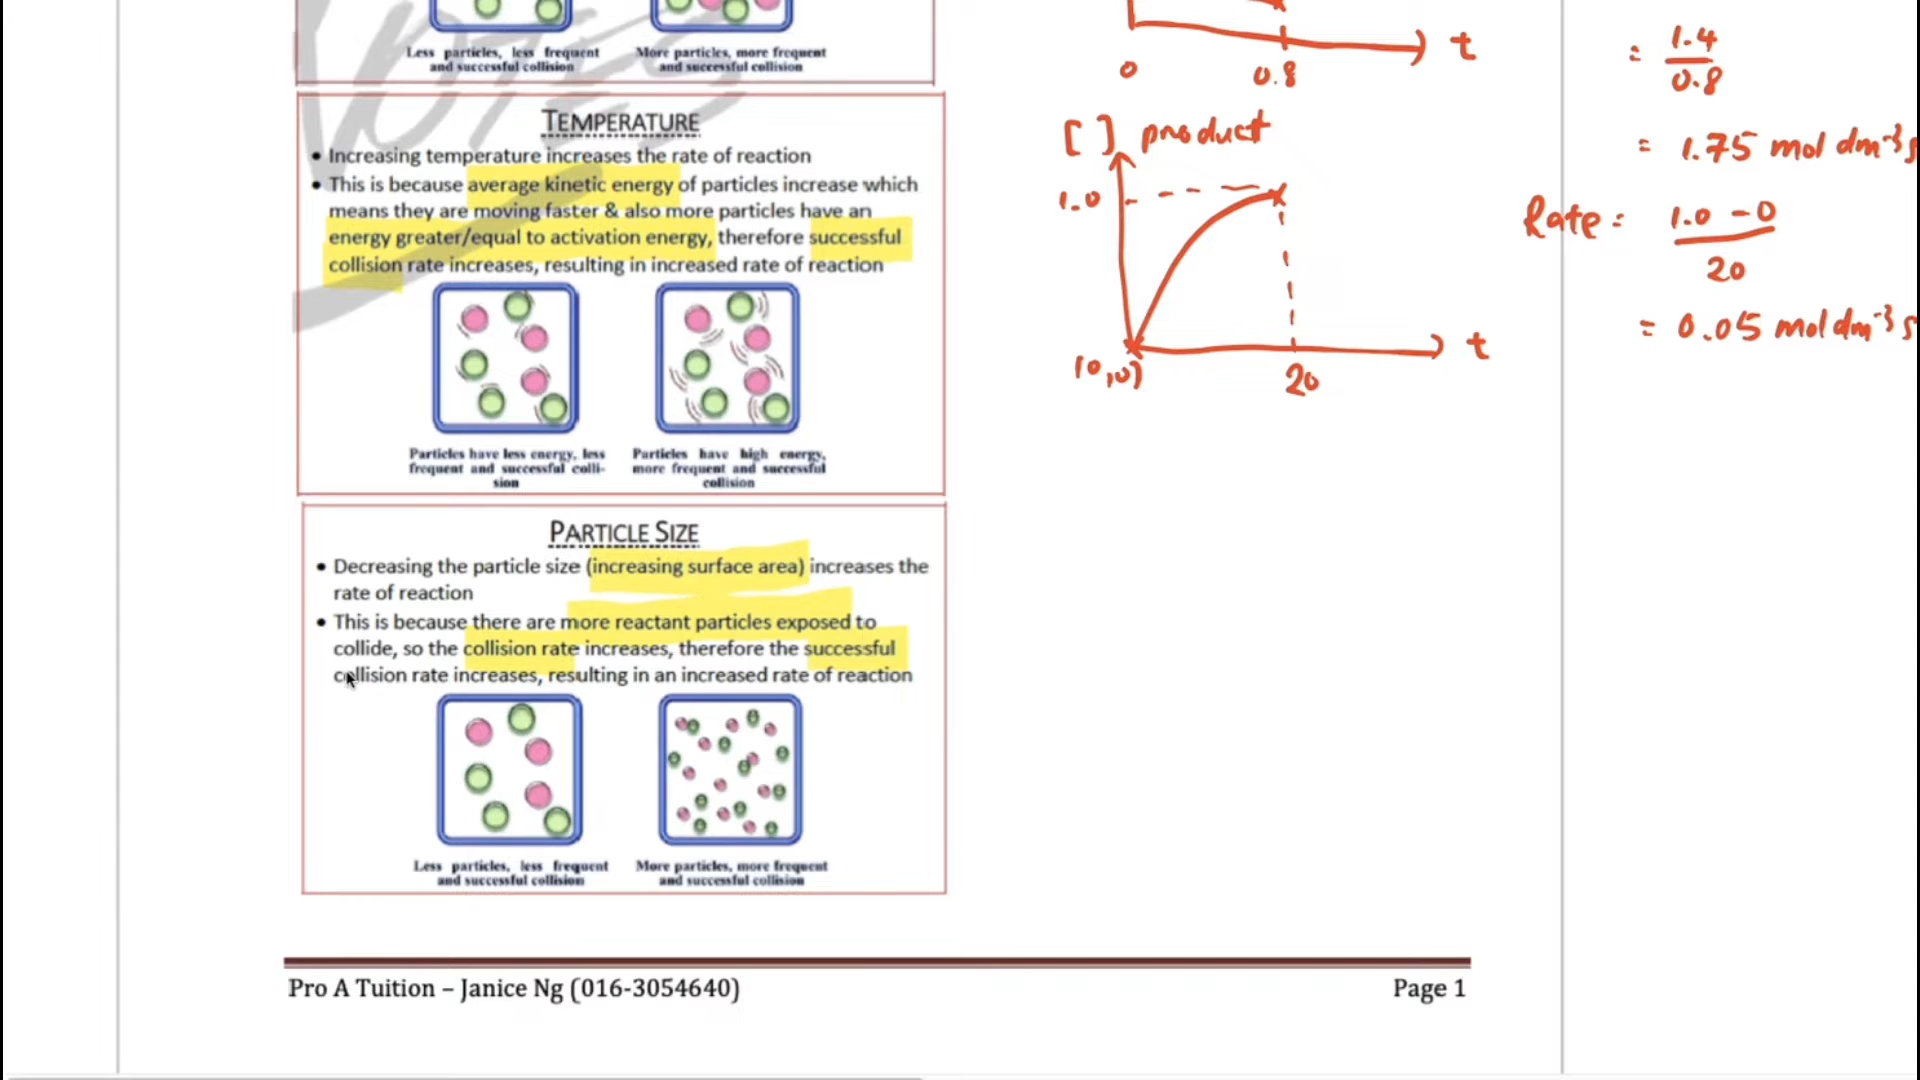 NOTES
Less particles, less frequent
and successful collision
More particles, more frequent
and successful collision
TEMPERATURE
• Increasing temperature increases the rate of reaction
• This is because average kinetic energy of particles increase which
means they are moving faster & also more particles have an
energy greater/equal to activation energy, therefore successful
collision rate increases, resulting in increased rate of reaction
Particles have less energy, less
frequent and successful colli-
sion
Particles have high energy,
more frequent and successful
collision
PARTICLE SIZE
• Decreasing the particle size (increasing surface area) increases the
rate of reaction
• This is because there are more reactant particles exposed to
collide, so the collision rate increases, therefore the successful
collision rate increases, resulting in an increased rate of reaction
Less particles, less frequent
and successful collision
More particles, more frequent
and successful collision
t
0
0.8
[ ] product
1.0
t
(0,0)
20
= 1.4
0.8
= 1.75 mol dm⁻³ s
Rate = 1.0 - 0
20
= 0.05 mol dm⁻³ s
Pro A Tuition – Janice Ng (016-3054640)
Page 1